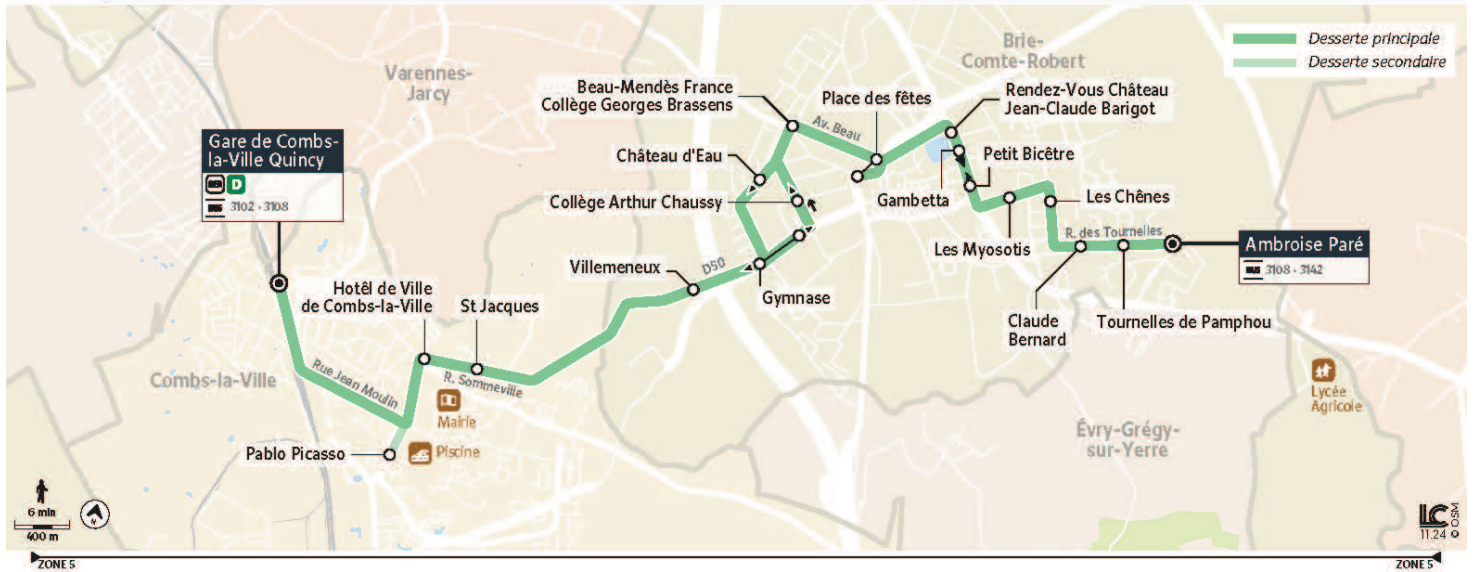 Desserte principale
Desserte secondaire
Brie-
Comte-Robert
Varennes-
Jarcy
Beau-Mendès France
Collège Georges Brassens
Place des fêtes
Rendez-Vous Château
Jean-Claude Barigot
Av. Beau
Gare de Combs-
la-Ville Quincy
RER D
BUS 3102 · 3108
Château d'Eau
Petit Bicêtre
Collège Arthur Chaussy
Gambetta
Les Chênes
Les Myosotis
R. des Tournelles
Ambroise Paré
BUS 3108 · 3142
Villemeneux
D50
Gymnase
Hotêl de Ville
de Combs-la-Ville
St Jacques
Claude
Bernard
Tournelles de Pamphou
Combs-la-Ville
Rue Jean Moulin
R. Sommeville
Mairie
Lycée
Agricole
Évry-Grégy-
sur-Yerre
Pablo Picasso
Piscine
6 min
400 m
N
LC
11.24 © OSM
ZONE 5
ZONE 5